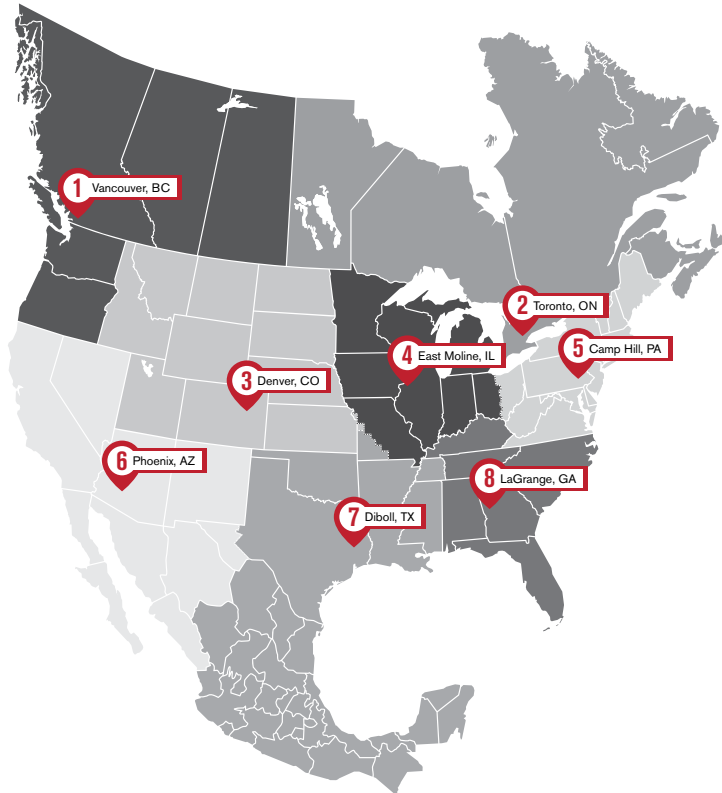 1 Vancouver, BC
2 Toronto, ON
3 Denver, CO
4 East Moline, IL
5 Camp Hill, PA
6 Phoenix, AZ
7 Diboll, TX
8 LaGrange, GA